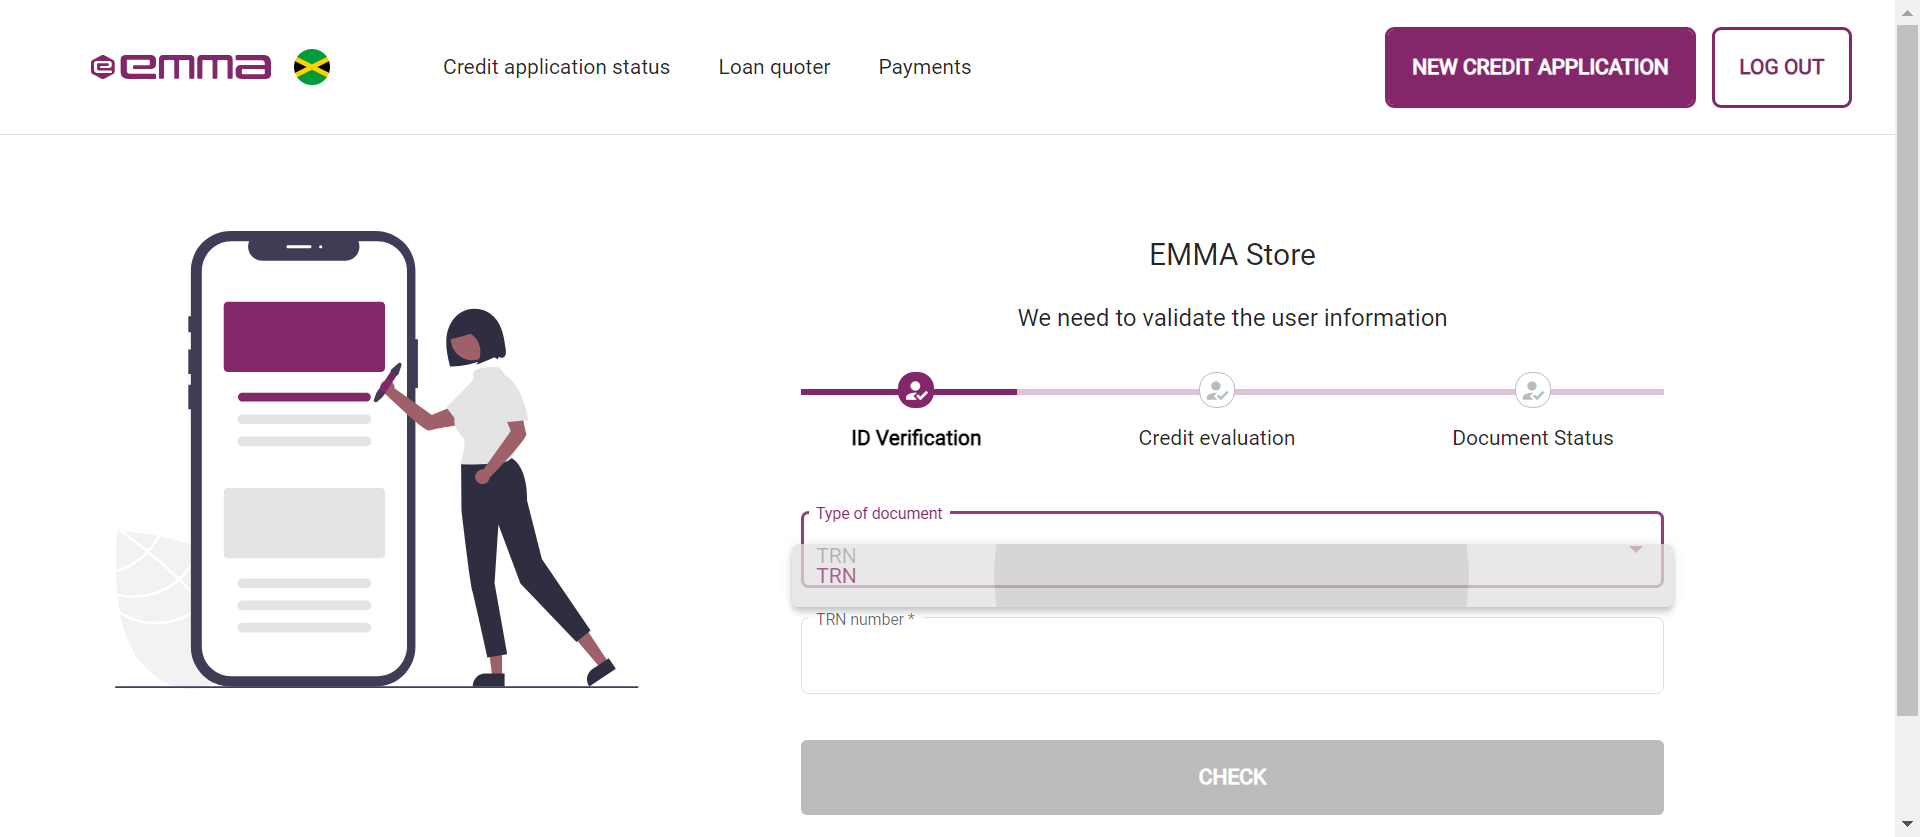 emma
Credit application status
Loan quoter
Payments
NEW CREDIT APPLICATION
LOG OUT
EMMA Store
We need to validate the user information
ID Verification
Credit evaluation
Document Status
Type of document
TRN
TRN
TRN number *
CHECK